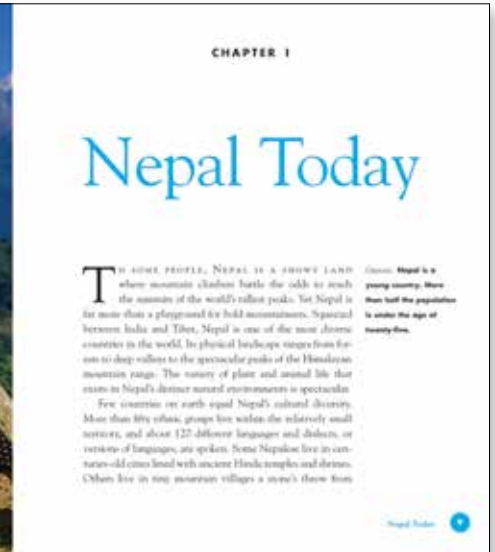 CHAPTER 1
Nepal Today
TO SOME PEOPLE, NEPAL IS A SNOWY LAND
where mountain climbers battle the odds to reach
the summits of the world's tallest peaks. Yet Nepal is
far more than a playground for bold mountaineers. Squeezed
between India and Tibet, Nepal is one of the most diverse
countries in the world. Its physical landscape ranges from for-
ests to deep valleys to the spectacular peaks of the Himalayan
mountain range. The variety of plant and animal life that
exists in Nepal's distinct natural environments is spectacular.
Few countries on earth equal Nepal's cultural diversity.
More than fifty ethnic groups live within the relatively small
territory, and about 120 different languages and dialects, or
versions of languages, are spoken. Some Nepalese live in cen-
turies-old cities lined with ancient Hindu temples and shrines.
Others live in tiny mountain villages a stone's throw from
Opposite: Nepal is a
young country. More
than half the population
is under the age of
twenty-five.
Nepal Today